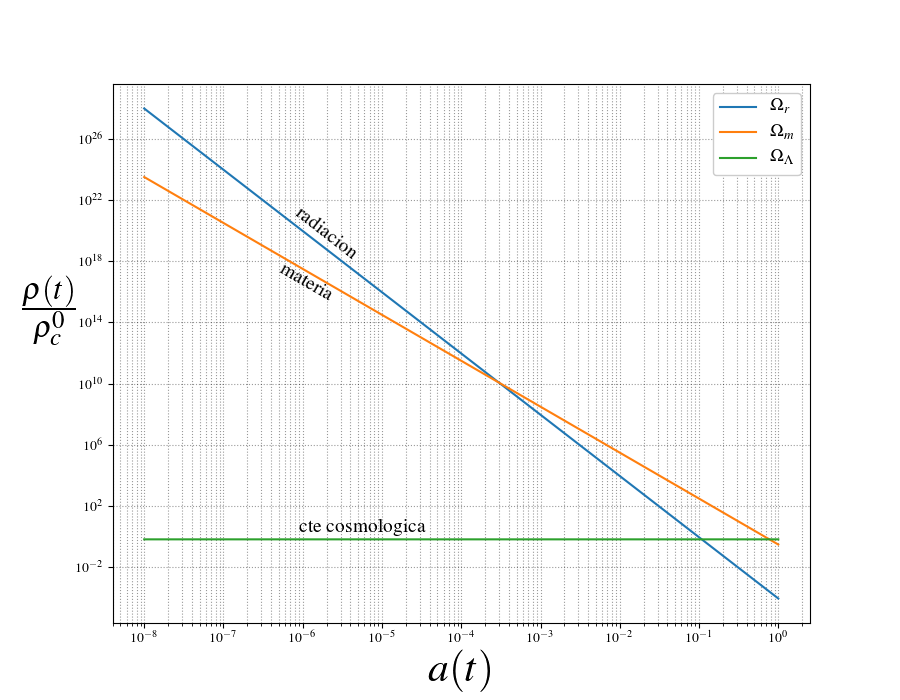 Ω_r
Ω_m
Ω_Λ
radiacion
materia
cte cosmologica
ρ(t)
ρ_c^0
10^26
10^22
10^18
10^14
10^10
10^6
10^2
10^−2
10^−8
10^−7
10^−6
10^−5
10^−4
10^−3
10^−2
10^−1
10^0
a(t)